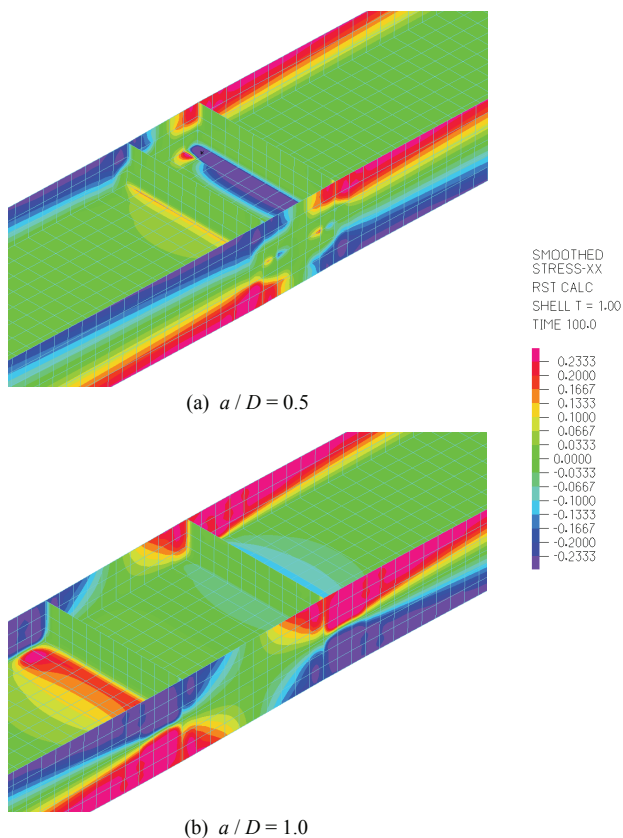 (a) a / D = 0.5
SMOOTHED
STRESS-XX
RST CALC
SHELL T = 1.00
TIME 100.0
0.2333
0.2000
0.1667
0.1333
0.1000
0.0667
0.0333
0.0000
-0.0333
-0.0667
-0.1000
-0.1333
-0.1667
-0.2000
-0.2333
(b) a / D = 1.0